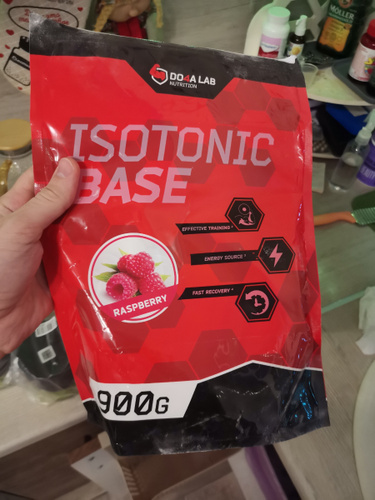 DO4A LAB
NUTRITION
ISOTONIC
BASE
EFFECTIVE TRAINING *
ENERGY SOURCE *
FAST RECOVERY *
RASPBERRY
900G